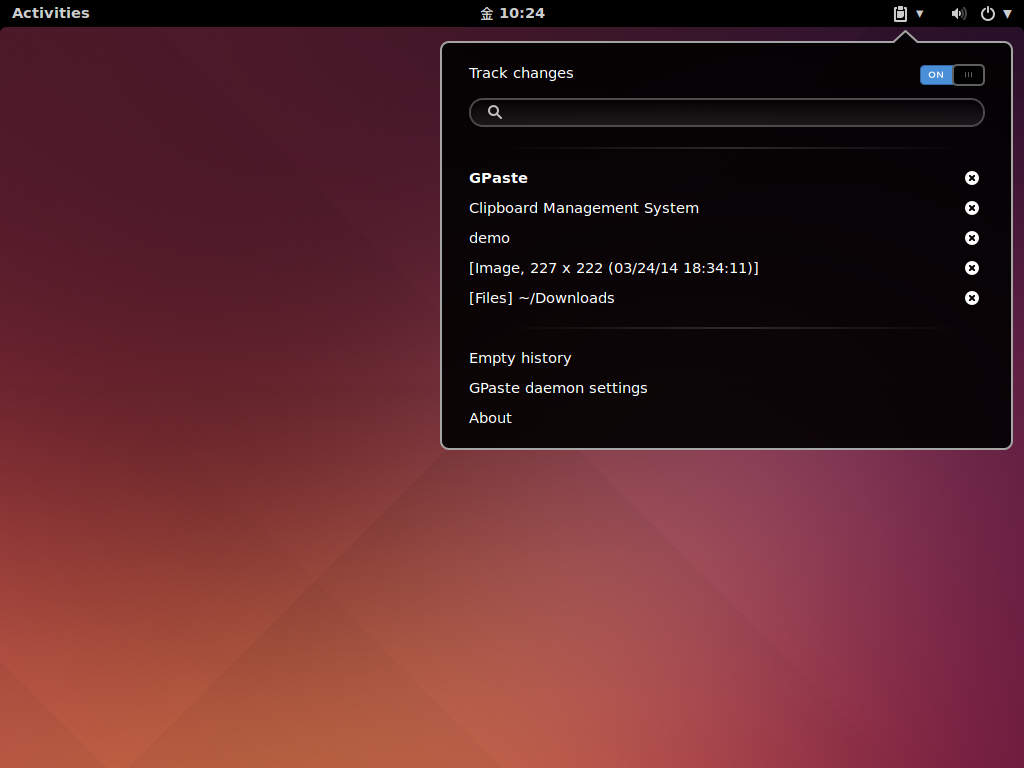 Activities
金 10:24
Track changes
ON
GPaste
Clipboard Management System
demo
[Image, 227 x 222 (03/24/14 18:34:11)]
[Files] ~/Downloads
Empty history
GPaste daemon settings
About